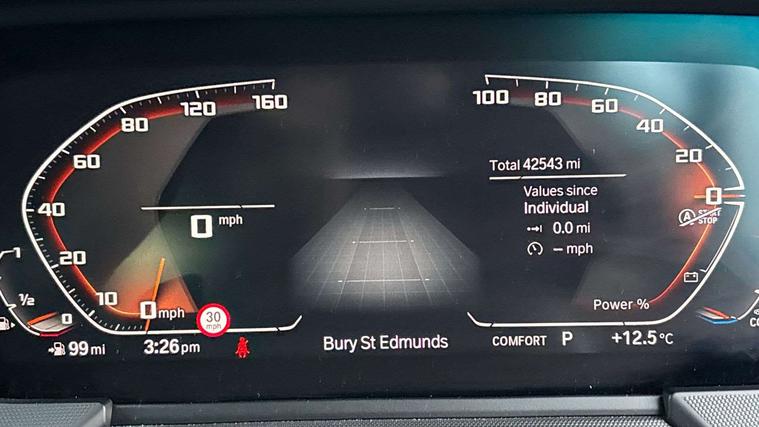 160
120
80
60
40
20
10
0 mph
0 mph
30
mph
1
1/2
0
99 mi
3:26 pm
Bury St Edmunds
100
80
60
40
20
0
Total 42543 mi
Values since
Individual
0.0 mi
– mph
A START
STOP
Power %
COMFORT P +12.5°C